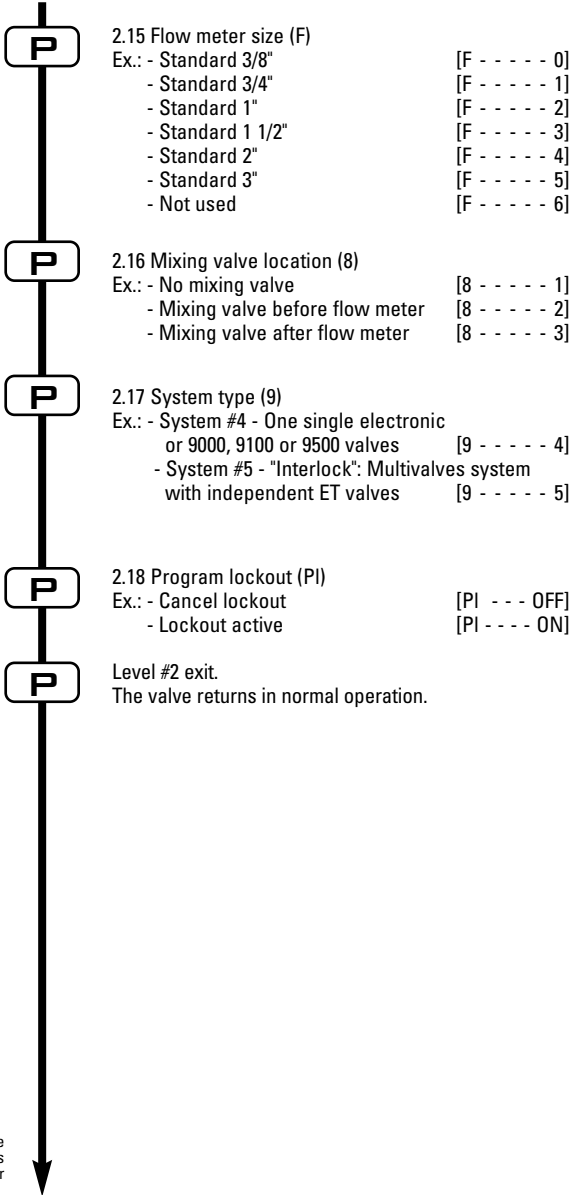 P
2.15 Flow meter size (F)
Ex.: - Standard 3/8" [F - - - - - 0]
- Standard 3/4" [F - - - - - 1]
- Standard 1" [F - - - - - 2]
- Standard 1 1/2" [F - - - - - 3]
- Standard 2" [F - - - - - 4]
- Standard 3" [F - - - - - 5]
- Not used [F - - - - - 6]
P
2.16 Mixing valve location (8)
Ex.: - No mixing valve [8 - - - - - 1]
- Mixing valve before flow meter [8 - - - - - 2]
- Mixing valve after flow meter [8 - - - - - 3]
P
2.17 System type (9)
Ex.: - System #4 - One single electronic
or 9000, 9100 or 9500 valves [9 - - - - - 4]
- System #5 - "Interlock": Multivalves system
with independent ET valves [9 - - - - - 5]
P
2.18 Program lockout (PI)
Ex.: - Cancel lockout [PI - - - OFF]
- Lockout active [PI - - - - ON]
P
Level #2 exit.
The valve returns in normal operation.
e
s
r